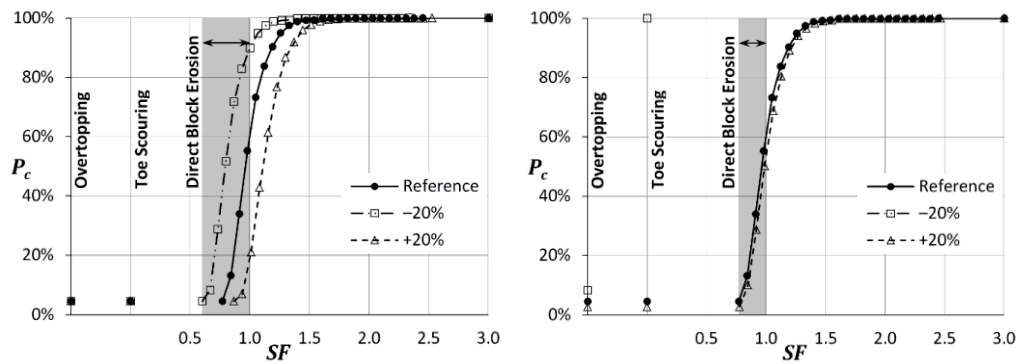 100%
80%
60%
40%
20%
0%
P_c
Overtopping
Toe Scouring
Direct Block Erosion
Reference
−20%
+20%
0.5 1.0 1.5 2.0 2.5 3.0
SF
100%
80%
60%
40%
20%
0%
P_c
Overtopping
Toe Scouring
Direct Block Erosion
Reference
−20%
+20%
0.5 1.0 1.5 2.0 2.5 3.0
SF